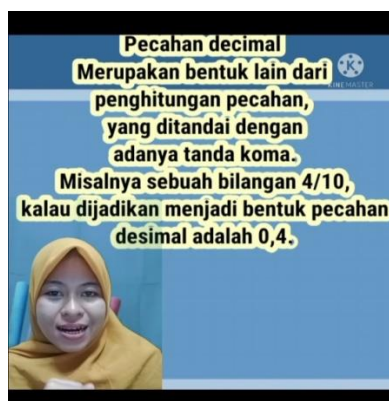 Pecahan decimal
Merupakan bentuk lain dari
KINEMASTER
penghitungan pecahan,
yang ditandai dengan
adanya tanda koma.
Misalnya sebuah bilangan 4/10,
kalau dijadikan menjadi bentuk pecahan
desimal adalah 0,4.